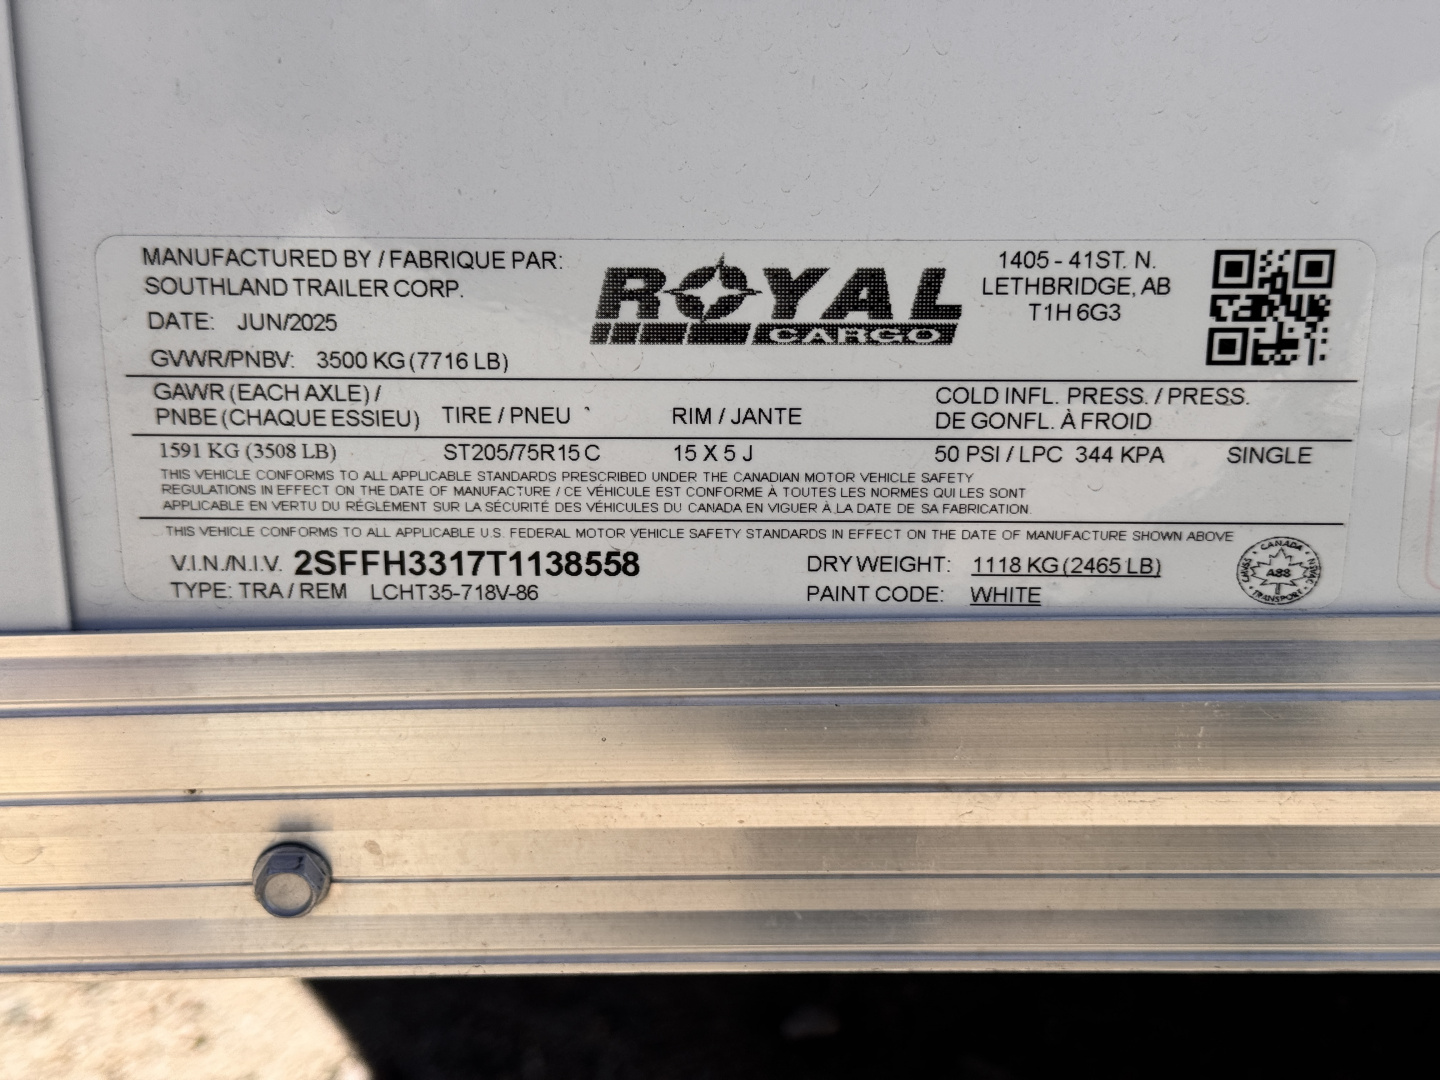 MANUFACTURED BY / FABRIQUE PAR:
SOUTHLAND TRAILER CORP.
DATE: JUN/2025
GVWR/PNBV: 3500 KG (7716 LB)
ROYAL
CARGO
1405 - 41ST. N.
LETHBRIDGE, AB
T1H 6G3
GAWR (EACH AXLE) /
PNBE (CHAQUE ESSIEU)
TIRE / PNEU
RIM / JANTE
COLD INFL. PRESS. / PRESS.
DE GONFL. À FROID
1591 KG (3508 LB)
ST205/75R15 C
15 X 5 J
50 PSI / LPC 344 KPA
SINGLE
THIS VEHICLE CONFORMS TO ALL APPLICABLE STANDARDS PRESCRIBED UNDER THE CANADIAN MOTOR VEHICLE SAFETY
REGULATIONS IN EFFECT ON THE DATE OF MANUFACTURE / CE VÉHICULE EST CONFORME À TOUTES LES NORMES QUI LES SONT
APPLICABLE EN VERTU DU RÉGLEMENT SUR LA SÉCURITÉ DES VÉHICULES DU CANADA EN VIGUER À LA DATE DE SA FABRICATION.
THIS VEHICLE CONFORMS TO ALL APPLICABLE U.S. FEDERAL MOTOR VEHICLE SAFETY STANDARDS IN EFFECT ON THE DATE OF MANUFACTURE SHOWN ABOVE
V.I.N./N.I.V. 2SFFH3317T1138558
DRY WEIGHT: 1118 KG (2465 LB)
TYPE: TRA / REM LCHT35-718V-86
PAINT CODE: WHITE
CANADA
A88
TRANSPORT